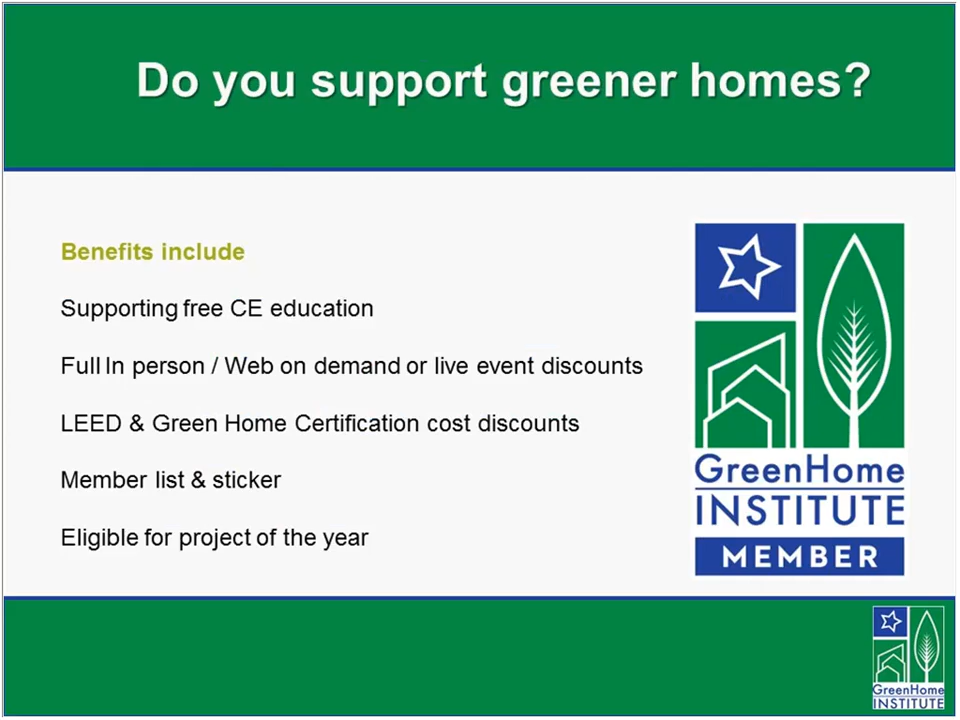 Do you support greener homes?
Benefits include
Supporting free CE education
Full In person / Web on demand or live event discounts
LEED & Green Home Certification cost discounts
Member list & sticker
Eligible for project of the year
GreenHome
INSTITUTE
MEMBER
GreenHome
INSTITUTE